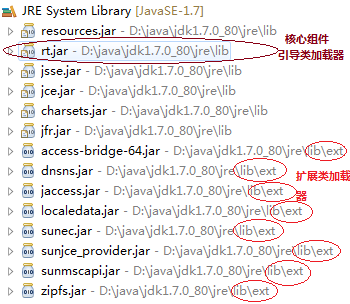 JRE System Library [JavaSE-1.7]
resources.jar - D:\java\jdk1.7.0_80\jre\lib
核心组件
rt.jar - D:\java\jdk1.7.0_80\jre\lib
引导类加载器
jsse.jar - D:\java\jdk1.7.0_80\jre\lib
jce.jar - D:\java\jdk1.7.0_80\jre\lib
charsets.jar - D:\java\jdk1.7.0_80\jre\lib
jfr.jar - D:\java\jdk1.7.0_80\jre\lib
access-bridge-64.jar - D:\java\jdk1.7.0_80\jre\lib\ext
dnsns.jar - D:\java\jdk1.7.0_80\jre\lib\ext
扩展类加载
jaccess.jar - D:\java\jdk1.7.0_80\jre\lib\ext
器
localedata.jar - D:\java\jdk1.7.0_80\jre\lib\ext
sunec.jar - D:\java\jdk1.7.0_80\jre\lib\ext
sunjce_provider.jar - D:\java\jdk1.7.0_80\jre\lib\ext
sunmscapi.jar - D:\java\jdk1.7.0_80\jre\lib\ext
zipfs.jar - D:\java\jdk1.7.0_80\jre\lib\ext